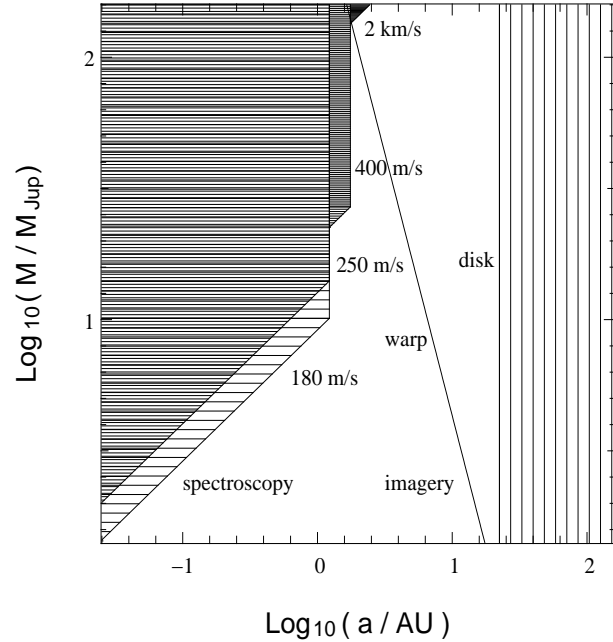 2 km/s
2
400 m/s
250 m/s
disk
1
warp
180 m/s
spectroscopy
imagery
−1
0
1
2
Log10 ( a / AU )
Log10 ( M / MJup )